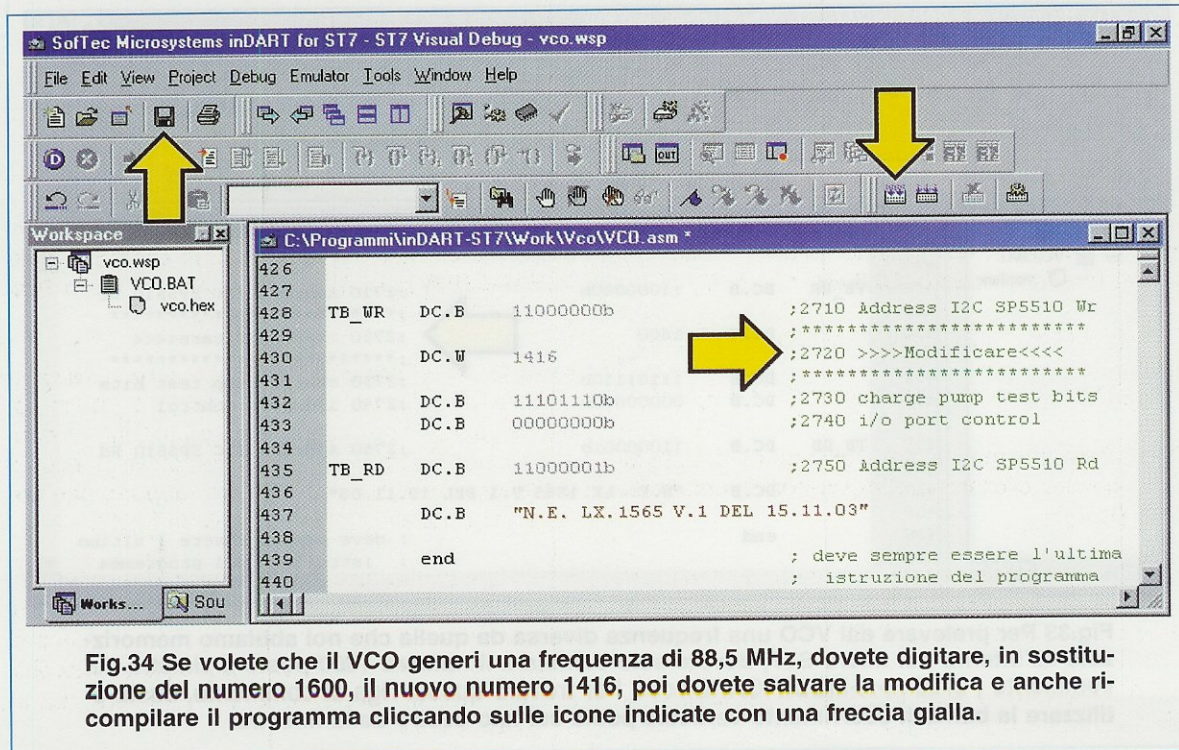 SofTec Microsystems inDART for ST7 - ST7 Visual Debug - vco.wsp
File Edit View Project Debug Emulator Tools Window Help
OUT
Workspace
vco.wsp
VCO.BAT
vco.hex
Works... Sou
C:\Programmi\inDART-ST7\Work\Vco\VCO.asm *
426
427
428 TB_WR DC.B 11000000b ;2710 Address I2C SP5510 Wr
429 ;*************************
430 DC.W 1416 ;2720 >>>>Modificare<<<<
431 ;*************************
432 DC.B 11101110b ;2730 charge pump test bits
433 DC.B 00000000b ;2740 i/o port control
434
435 TB_RD DC.B 11000001b ;2750 Address I2C SP5510 Rd
436
437 DC.B "N.E. LX.1565 V.1 DEL 15.11.03"
438
439 end ; deve sempre essere l'ultima
440 ; istruzione del programma
Fig.34 Se volete che il VCO generi una frequenza di 88,5 MHz, dovete digitare, in sostitu-
zione del numero 1600, il nuovo numero 1416, poi dovete salvare la modifica e anche ri-
compilare il programma cliccando sulle icone indicate con una freccia gialla.